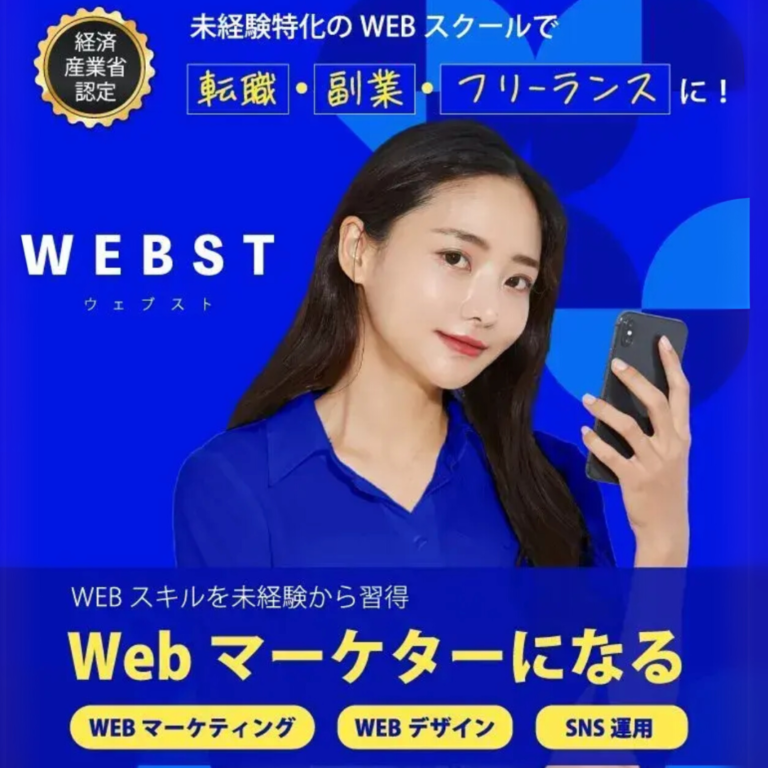 経済
産業省
認定
未経験特化の WEB スクールで
転職・副業・フリーランスに！
WEBST
ウェブスト
WEB スキルを未経験から習得
Web マーケターになる
WEB マーケティング
WEB デザイン
SNS 運用